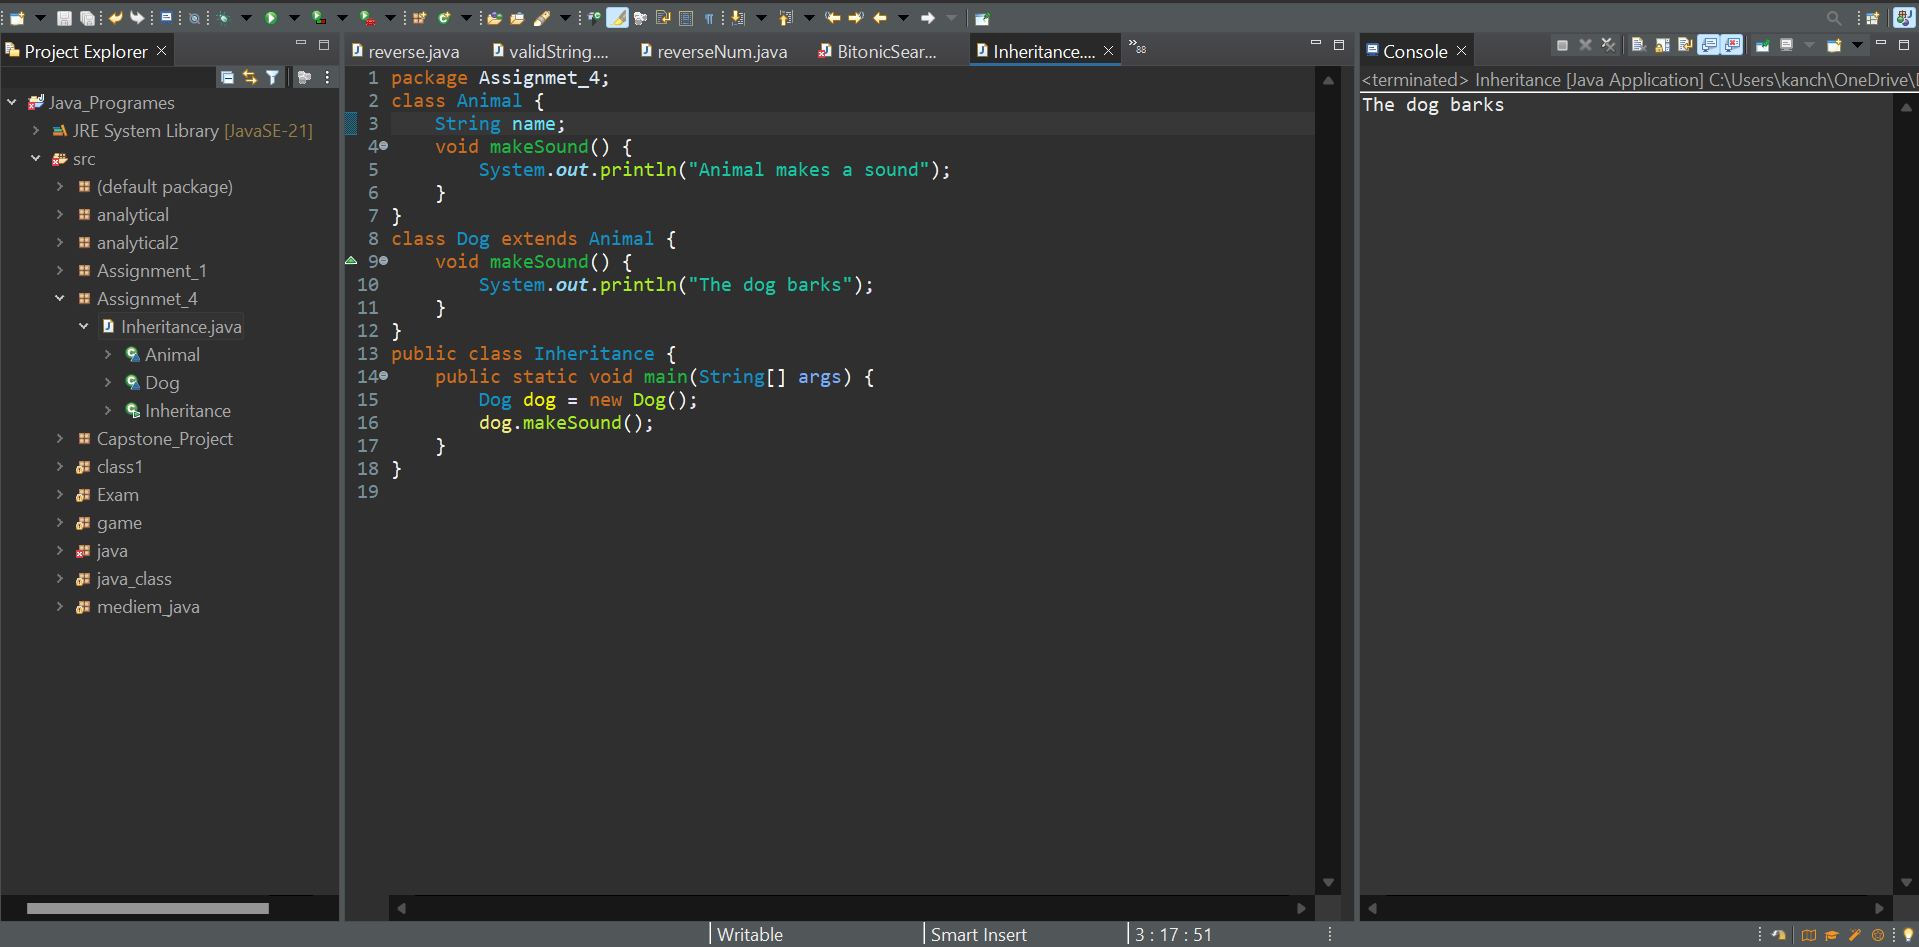 Project Explorer
Java_Programes
JRE System Library [JavaSE-21]
src
(default package)
analytical
analytical2
Assignment_1
Assignmet_4
Inheritance.java
Animal
Dog
Inheritance
Capstone_Project
class1
Exam
game
java
java_class
mediem_java
reverse.java validString.... reverseNum.java BitonicSear... Inheritance.... »88
1 package Assignmet_4;
2 class Animal {
3     String name;
4     void makeSound() {
5         System.out.println("Animal makes a sound");
6     }
7 }
8 class Dog extends Animal {
9     void makeSound() {
10         System.out.println("The dog barks");
11     }
12 }
13 public class Inheritance {
14     public static void main(String[] args) {
15         Dog dog = new Dog();
16         dog.makeSound();
17     }
18 }
19
Console
<terminated> Inheritance [Java Application] C:\Users\kanch\OneDrive\
The dog barks
Writable Smart Insert 3 : 17 : 51